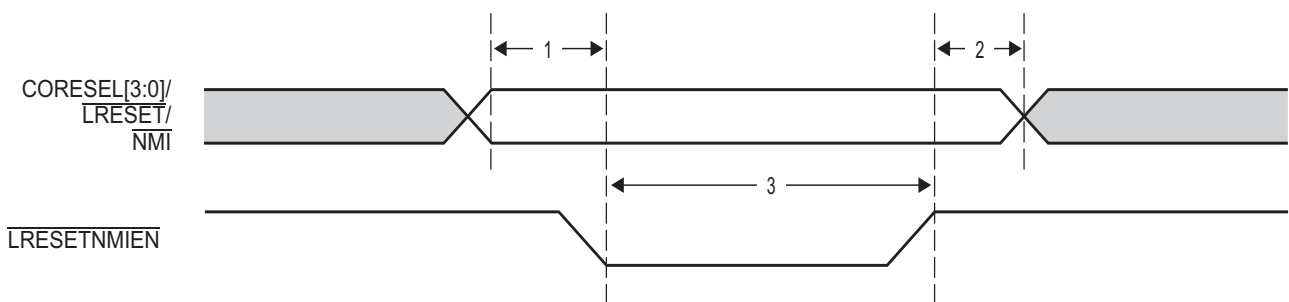 1
2
CORESEL[3:0]/
LRESET/
NMI
3
LRESETNMIEN